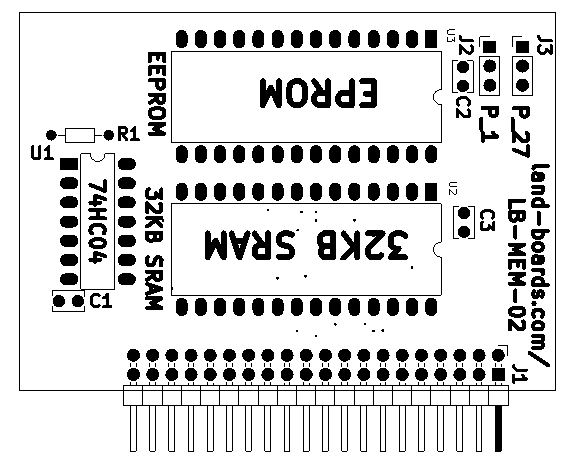 U3
J2
J3
EEPROM
EPROM
C2
P_1
P_27
R1
U1
74HC04
32KB SRAM
U2
32KB SRAM
C3
land-boards.com/
LB-MEM-02
C1
J1